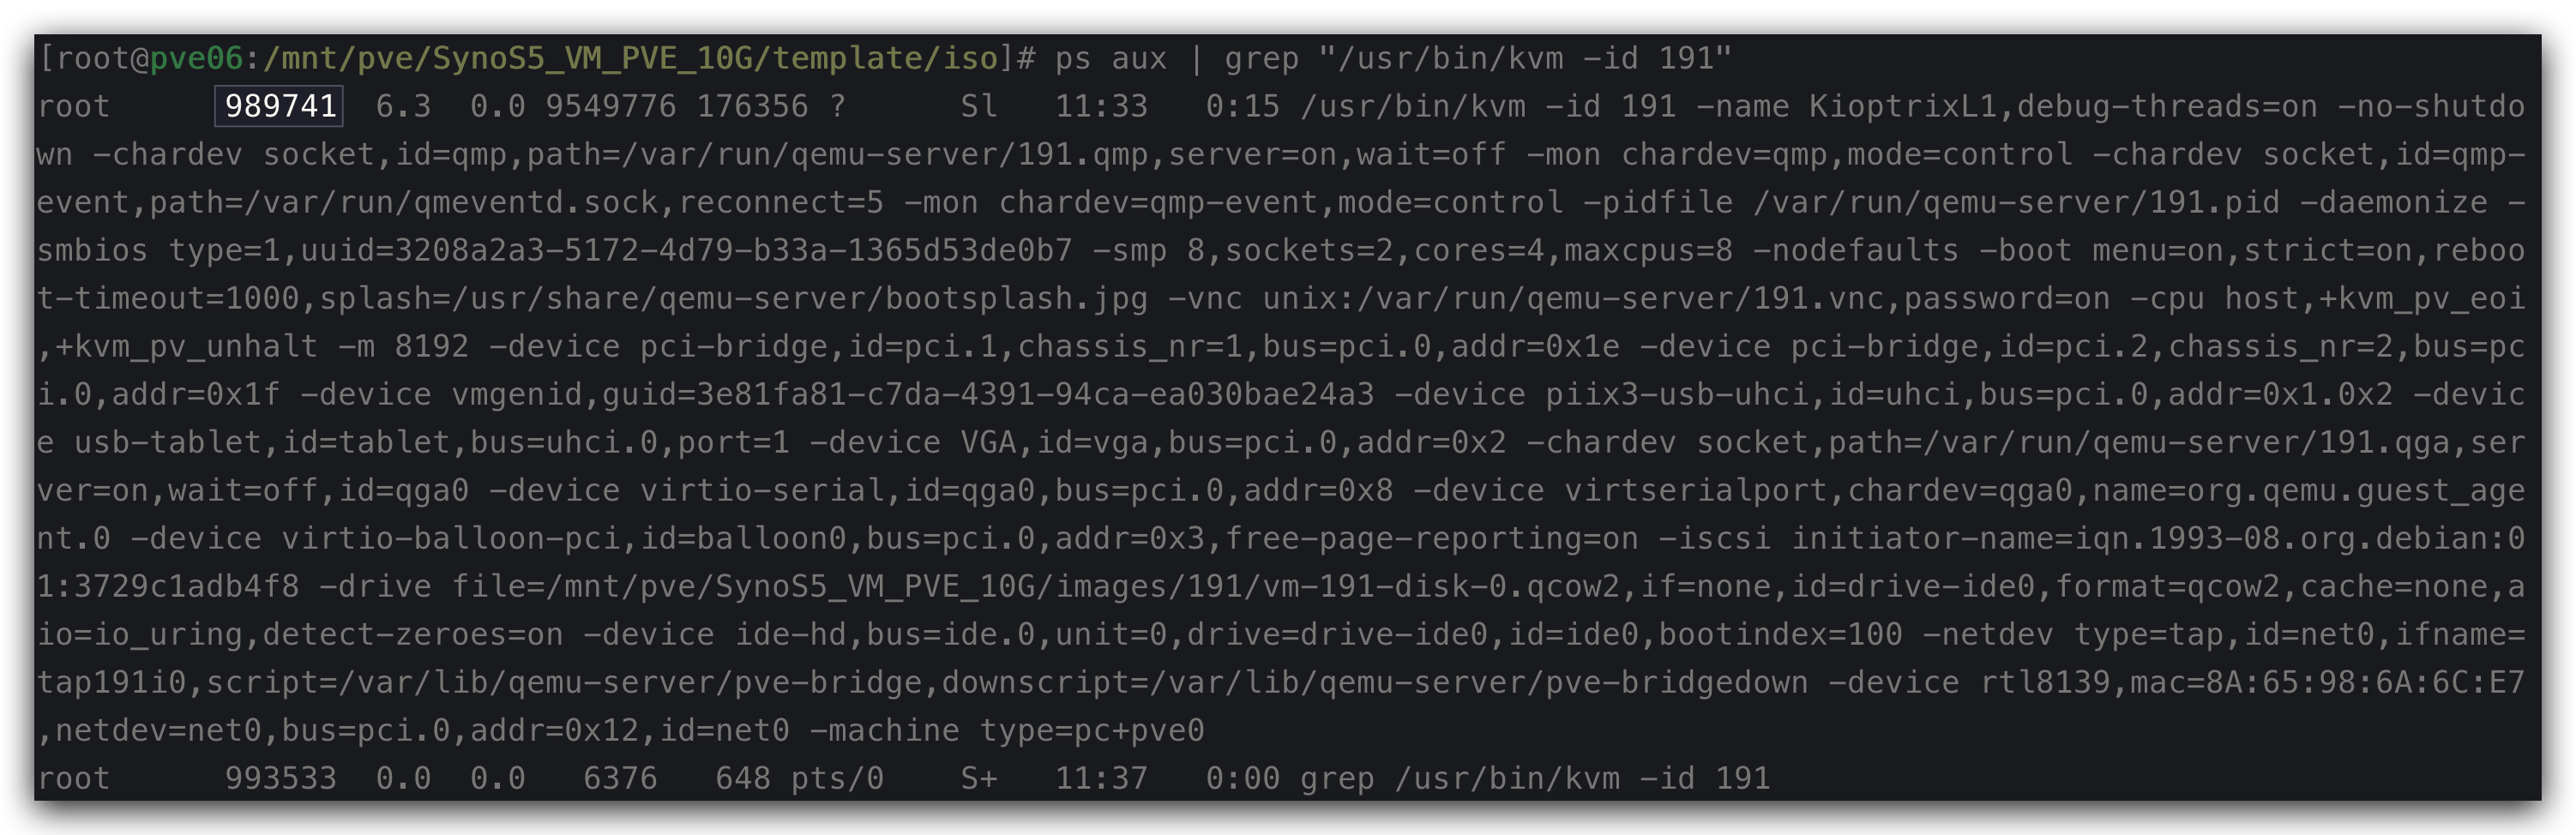 [root@pve06:/mnt/pve/SynoS5_VM_PVE_10G/template/iso]# ps aux | grep "/usr/bin/kvm -id 191"
root      989741  6.3  0.0 9549776 176356 ?      Sl   11:33   0:15 /usr/bin/kvm -id 191 -name KioptrixL1,debug-threads=on -no-shutdo
wn -chardev socket,id=qmp,path=/var/run/qemu-server/191.qmp,server=on,wait=off -mon chardev=qmp,mode=control -chardev socket,id=qmp-
event,path=/var/run/qmeventd.sock,reconnect=5 -mon chardev=qmp-event,mode=control -pidfile /var/run/qemu-server/191.pid -daemonize -
smbios type=1,uuid=3208a2a3-5172-4d79-b33a-1365d53de0b7 -smp 8,sockets=2,cores=4,maxcpus=8 -nodefaults -boot menu=on,strict=on,reboo
t-timeout=1000,splash=/usr/share/qemu-server/bootsplash.jpg -vnc unix:/var/run/qemu-server/191.vnc,password=on -cpu host,+kvm_pv_eoi
,+kvm_pv_unhalt -m 8192 -device pci-bridge,id=pci.1,chassis_nr=1,bus=pci.0,addr=0x1e -device pci-bridge,id=pci.2,chassis_nr=2,bus=pc
i.0,addr=0x1f -device vmgenid,guid=3e81fa81-c7da-4391-94ca-ea030bae24a3 -device piix3-usb-uhci,id=uhci,bus=pci.0,addr=0x1.0x2 -devic
e usb-tablet,id=tablet,bus=uhci.0,port=1 -device VGA,id=vga,bus=pci.0,addr=0x2 -chardev socket,path=/var/run/qemu-server/191.qga,ser
ver=on,wait=off,id=qga0 -device virtio-serial,id=qga0,bus=pci.0,addr=0x8 -device virtserialport,chardev=qga0,name=org.qemu.guest_age
nt.0 -device virtio-balloon-pci,id=balloon0,bus=pci.0,addr=0x3,free-page-reporting=on -iscsi initiator-name=iqn.1993-08.org.debian:0
1:3729c1adb4f8 -drive file=/mnt/pve/SynoS5_VM_PVE_10G/images/191/vm-191-disk-0.qcow2,if=none,id=drive-ide0,format=qcow2,cache=none,a
io=io_uring,detect-zeroes=on -device ide-hd,bus=ide.0,unit=0,drive=drive-ide0,id=ide0,bootindex=100 -netdev type=tap,id=net0,ifname=
tap191i0,script=/var/lib/qemu-server/pve-bridge,downscript=/var/lib/qemu-server/pve-bridgedown -device rtl8139,mac=8A:65:98:6A:6C:E7
,netdev=net0,bus=pci.0,addr=0x12,id=net0 -machine type=pc+pve0
root      993533  0.0  0.0   6376   648 pts/0    S+   11:37   0:00 grep /usr/bin/kvm -id 191